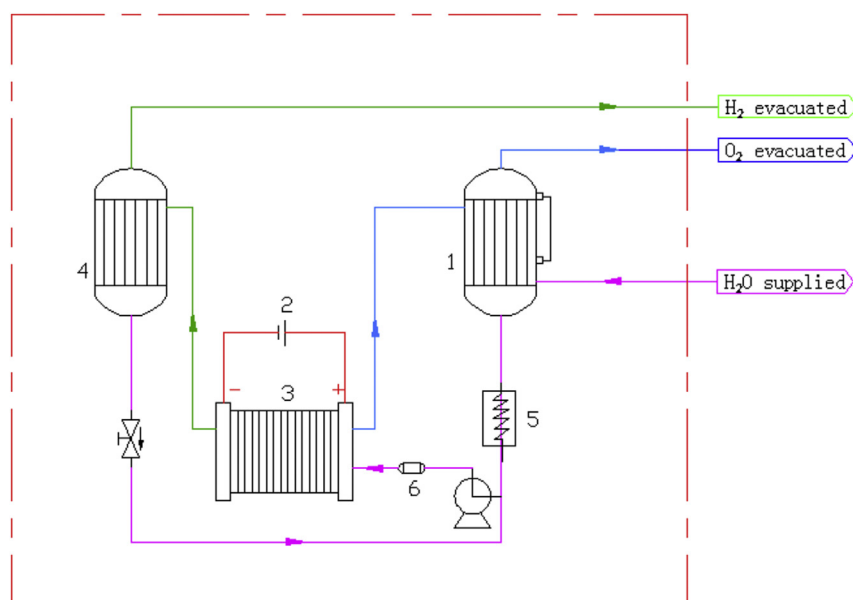 H₂ evacuated
O₂ evacuated
4
1
H₂O supplied
2
− +
3
5
6